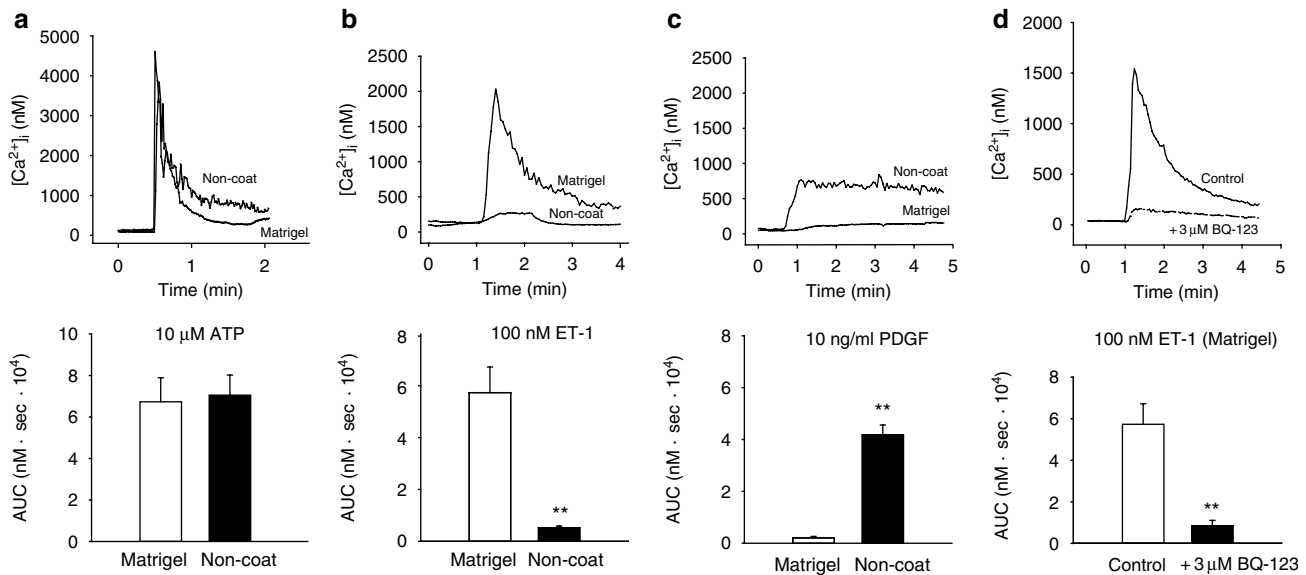 a
5000
4000
3000
2000
1000
0
[Ca²⁺]ᵢ (nM)
Non-coat
Matrigel
0 1 2
Time (min)
b
2500
2000
1500
1000
500
0
[Ca²⁺]ᵢ (nM)
Matrigel
Non-coat
0 1 2 3 4
Time (min)
c
2500
2000
1500
1000
500
0
[Ca²⁺]ᵢ (nM)
Non-coat
Matrigel
0 1 2 3 4 5
Time (min)
d
2000
1500
1000
500
0
[Ca²⁺]ᵢ (nM)
Control
+ 3 μM BQ-123
0 1 2 3 4 5
Time (min)
10 μM ATP
10
8
6
4
2
0
AUC (nM · sec · 10⁴)
Matrigel Non-coat
100 nM ET-1
8
6
4
2
0
AUC (nM · sec · 10⁴)
**
Matrigel Non-coat
10 ng/ml PDGF
8
6
4
2
0
AUC (nM · sec · 10⁴)
**
Matrigel Non-coat
100 nM ET-1 (Matrigel)
8
6
4
2
0
AUC (nM · sec · 10⁴)
**
Control + 3 μM BQ-123